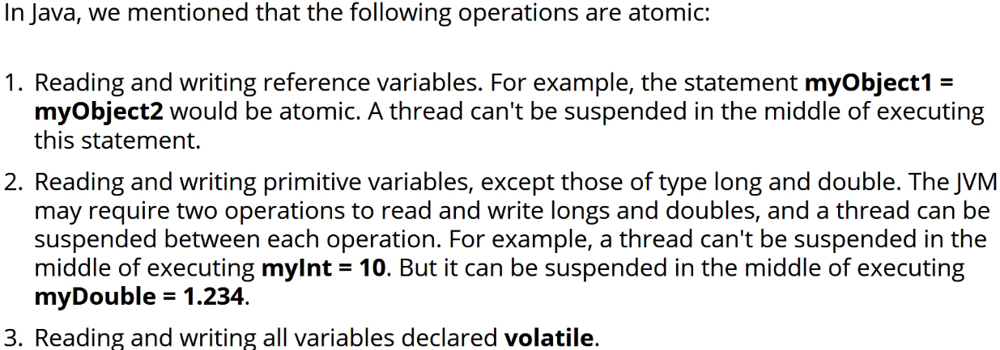 In Java, we mentioned that the following operations are atomic:
1. Reading and writing reference variables. For example, the statement myObject1 =
myObject2 would be atomic. A thread can't be suspended in the middle of executing
this statement.
2. Reading and writing primitive variables, except those of type long and double. The JVM
may require two operations to read and write longs and doubles, and a thread can be
suspended between each operation. For example, a thread can't be suspended in the
middle of executing myInt = 10. But it can be suspended in the middle of executing
myDouble = 1.234.
3. Reading and writing all variables declared volatile.